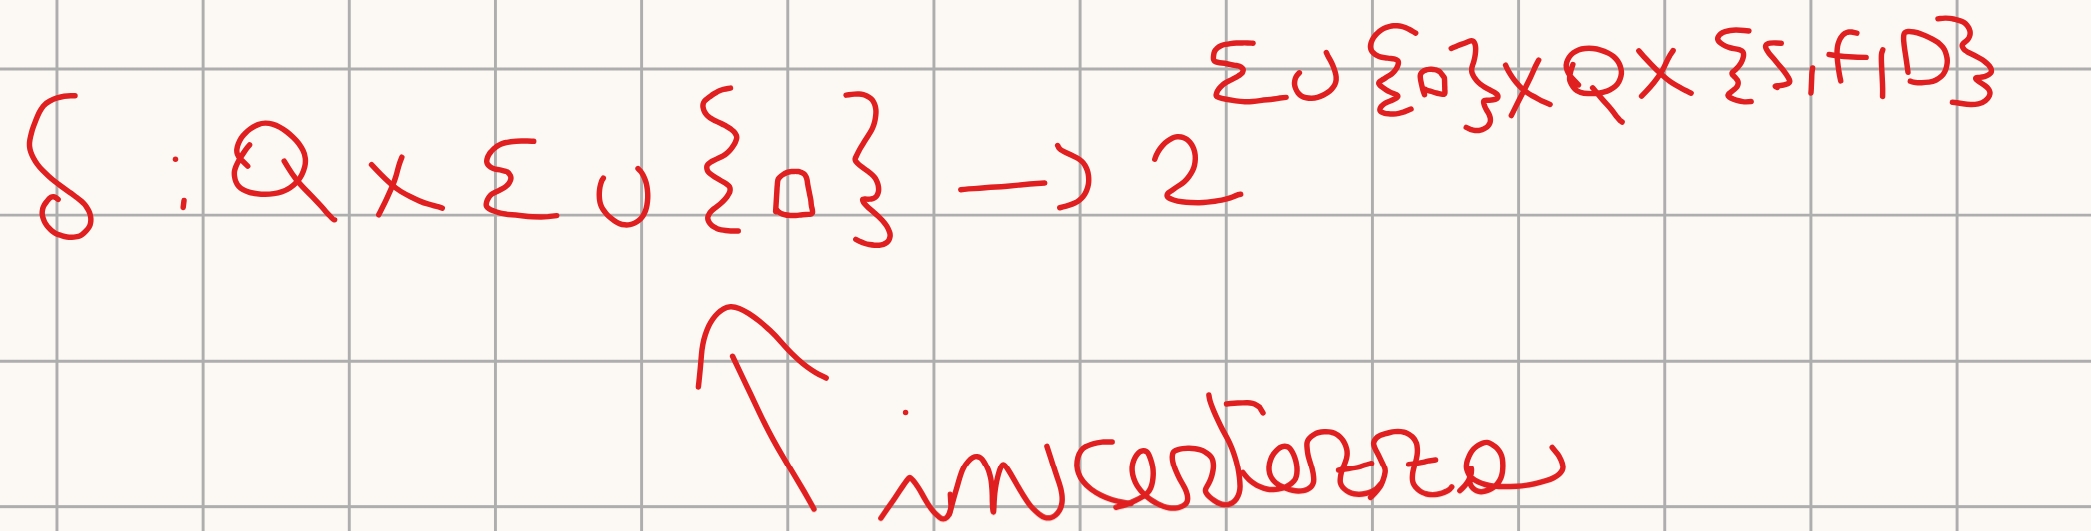 δ : Q × Σ ∪ {□} → 2^(Σ ∪ {□} × Q × {S, F, D})
incertezza